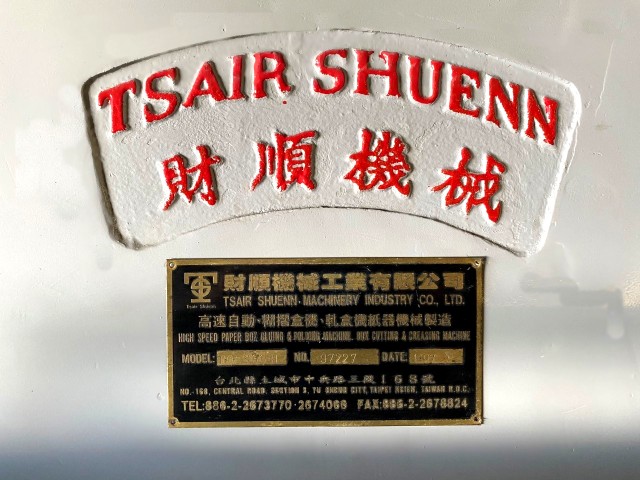 TSAIR SHUENN
財順機械
財順機械工業有限公司
Tsair Shuenn
TSAIR SHUENN MACHINERY INDUSTRY CO., LTD.
高速自動、糊摺盒機、軋盒機紙器機械製造
HIGH SPEED PAPER BOX GLUING & FOLDING MACHINE, BOX CUTTING & CREASING MACHINE
MODEL: NO. 97227 DATE:
台北縣土城市中央路三段168號
NO.-168, CENTRAL ROAD. SECTION 3, TU CHENG CITY, TAIPEI HSIEN, TAIWAN R.O.C.
TEL:886-2-2673770·2674066 FAX:886-2-2678824